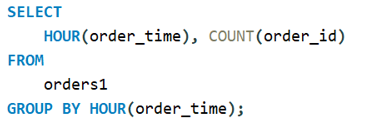 SELECT
    HOUR(order_time), COUNT(order_id)
FROM
    orders1
GROUP BY HOUR(order_time);